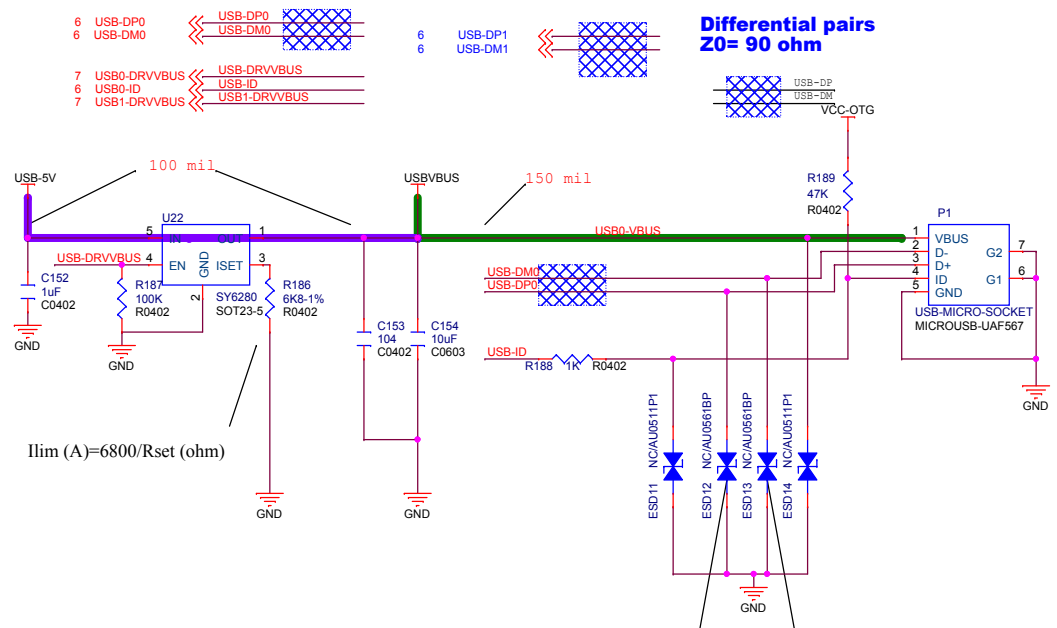 6 USB-DP0 USB-DP0
6 USB-DM0 USB-DM0
6 USB-DP1
6 USB-DM1
Differential pairs
Z0= 90 ohm
7 USB0-DRVVBUS USB-DRVVBUS
6 USB0-ID USB-ID
7 USB1-DRVVBUS USB1-DRVVBUS
USB-DP
USB-DM
VCC-OTG
100 mil
150 mil
USB-5V
USBVBUS
R189
47K
R0402
U22
P1
5 IN
OUT 1
USB0-VBUS
USB-DRVVBUS 4 EN
GND
2
ISET 3
C152
1uF
C0402
R187
100K
R0402
SY6280
SOT23-5
R186
6K8-1%
R0402
1 VBUS
2 D-
3 D+
4 ID
5 GND
G2 7
G1 6
USB-MICRO-SOCKET
MICROUSB-UAF567
USB-DM0
USB-DP0
C153
104
C0402
C154
10uF
C0603
GND
GND
USB-ID
R188 1K R0402
GND
Ilim (A)=6800/Rset (ohm)
ESD11 NC/AU0511P1
ESD12 NC/AU0561BP
ESD13 NC/AU0561BP
ESD14 NC/AU0511P1
GND
GND
GND